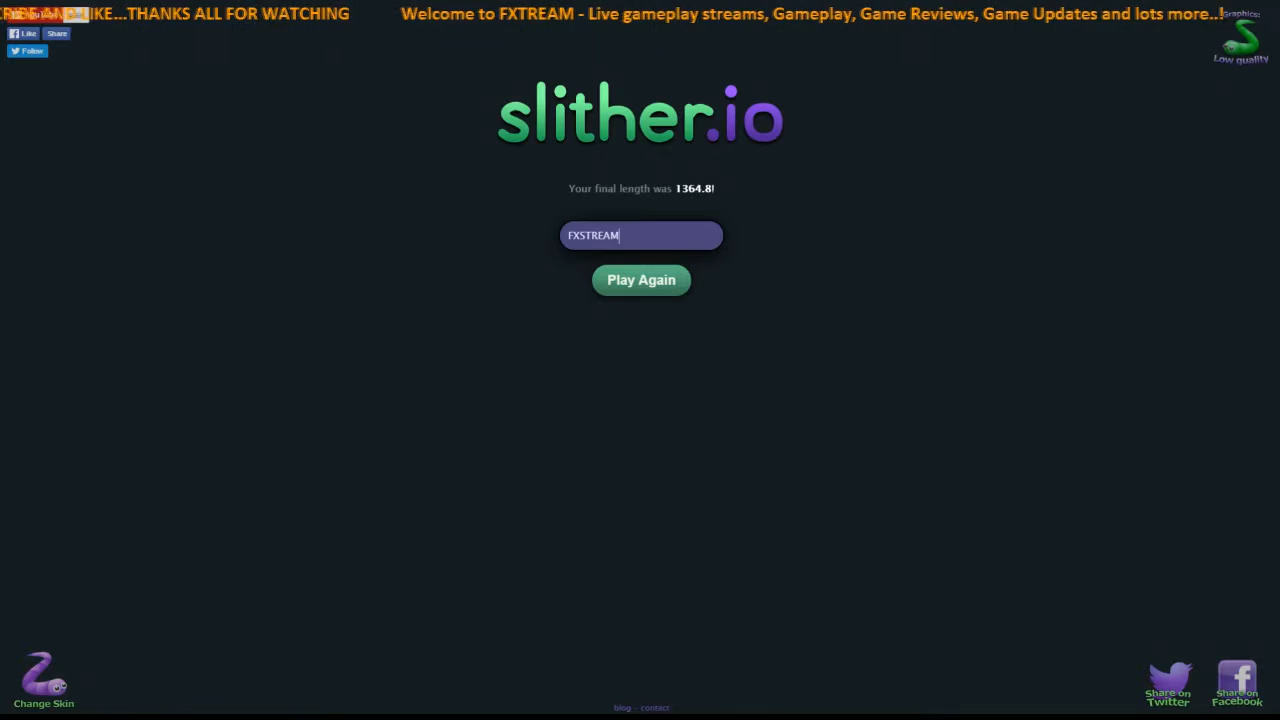 LIKE...THANKS ALL FOR WATCHING Welcome to FXTREAM - Live gameplay streams, Gameplay, Game Reviews, Game Updates and lots more..!
Graphics:
Like Share
Follow
Low quality
slither.io
Your final length was 1364.8!
FXSTREAM
Play Again
Change Skin
Share on Twitter
Share on Facebook
blog - contact